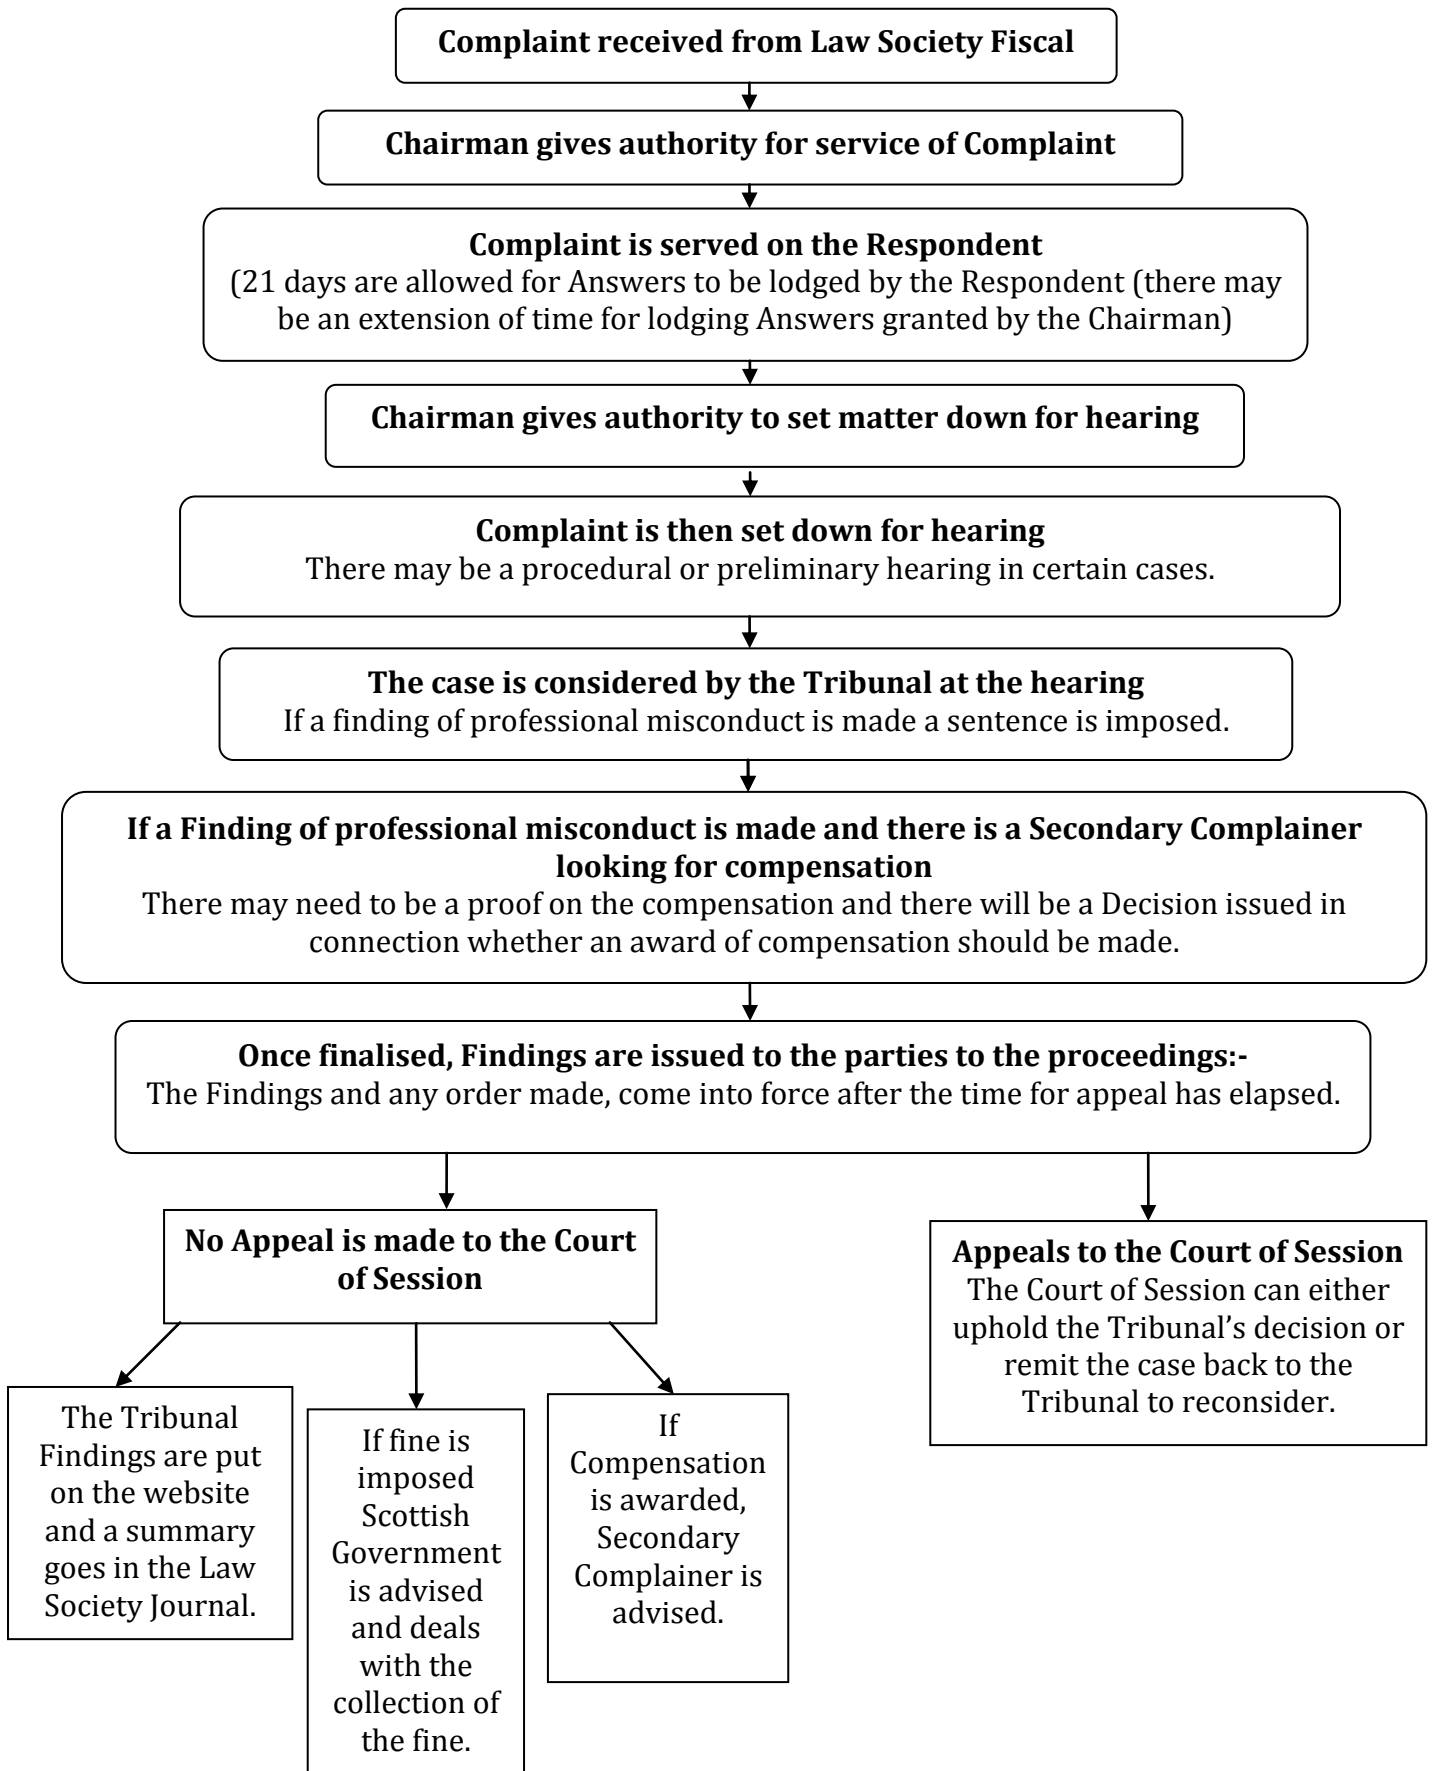 Complaint received from Law Society Fiscal
Chairman gives authority for service of Complaint
Complaint is served on the Respondent
(21 days are allowed for Answers to be lodged by the Respondent (there may
be an extension of time for lodging Answers granted by the Chairman)
Chairman gives authority to set matter down for hearing
Complaint is then set down for hearing
There may be a procedural or preliminary hearing in certain cases.
The case is considered by the Tribunal at the hearing
If a finding of professional misconduct is made a sentence is imposed.
If a Finding of professional misconduct is made and there is a Secondary Complainer
looking for compensation
There may need to be a proof on the compensation and there will be a Decision issued in
connection whether an award of compensation should be made.
Once finalised, Findings are issued to the parties to the proceedings:-
The Findings and any order made, come into force after the time for appeal has elapsed.
No Appeal is made to the Court
of Session
Appeals to the Court of Session
The Court of Session can either
uphold the Tribunal’s decision or
remit the case back to the
Tribunal to reconsider.
The Tribunal
Findings are put
on the website
and a summary
goes in the Law
Society Journal.
If fine is
imposed
Scottish
Government
is advised
and deals
with the
collection of
the fine.
If
Compensation
is awarded,
Secondary
Complainer is
advised.